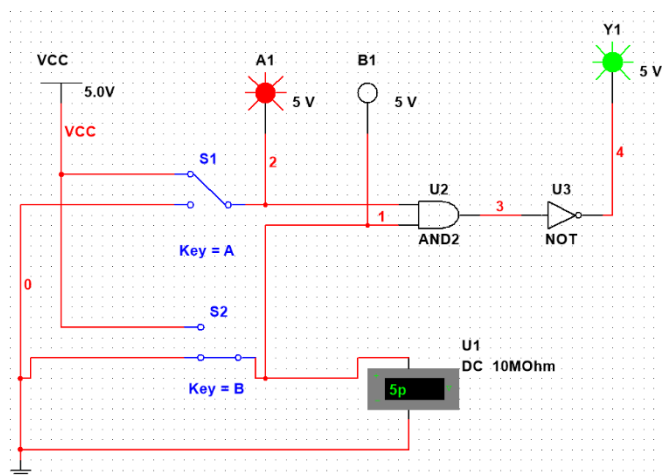 VCC
5.0V
VCC
A1
5 V
B1
5 V
Y1
5 V
S1
2
Key = A
1
U2
AND2
3
U3
NOT
4
0
S2
Key = B
U1
DC 10MOhm
5p